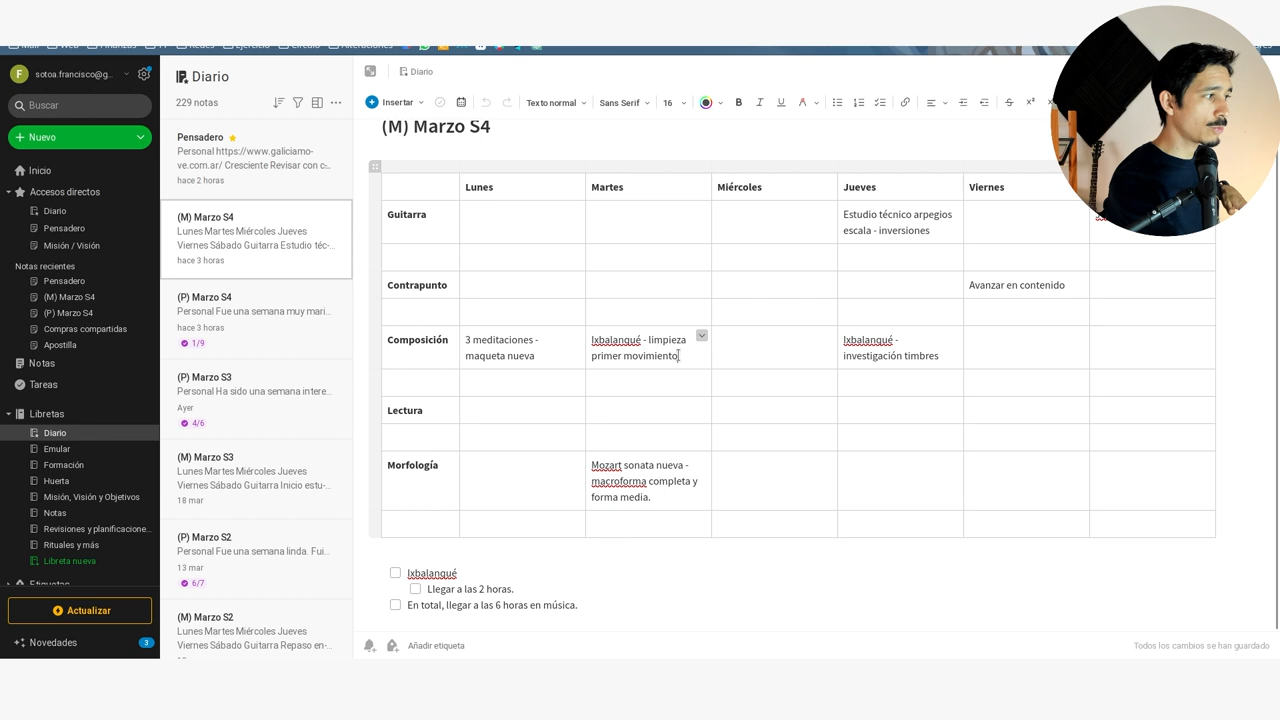 sotoa.francisco@g...
Buscar
Nuevo
Inicio
Accesos directos
Diario
Pensadero
Misión / Visión
Notas recientes
Pensadero
(M) Marzo S4
(P) Marzo S4
Compras compartidas
Apostilla
Notas
Tareas
Libretas
Diario
Emular
Formación
Huerta
Misión, Visión y Objetivos
Notas
Revisiones y planificacione...
Rituales y más
Libreta nueva
Etiquetas
Actualizar
Novedades 3
Diario
229 notas
Pensadero
Personal https://www.galiciamo-
ve.com.ar/ Cresciente Revisar con c...
hace 2 horas
(M) Marzo S4
Lunes Martes Miércoles Jueves
Viernes Sábado Guitarra Estudio téc-...
hace 3 horas
(P) Marzo S4
Personal Fue una semana muy mari...
hace 3 horas
1/9
(P) Marzo S3
Personal Ha sido una semana intere...
Ayer
4/6
(M) Marzo S3
Lunes Martes Miércoles Jueves
Viernes Sábado Guitarra Inicio estu-...
18 mar
(P) Marzo S2
Personal Fue una semana linda. Fui...
13 mar
6/7
(M) Marzo S2
Lunes Martes Miércoles Jueves
Viernes Sábado Guitarra Repaso en-...
Diario
Insertar Texto normal Sans Serif 16
(M) Marzo S4
Lunes Martes Miércoles Jueves Viernes
Guitarra Estudio técnico arpegios
escala - inversiones
Contrapunto Avanzar en contenido
Composición 3 meditaciones - Ixbalanqué - limpieza Ixbalanqué -
maqueta nueva primer movimiento investigación timbres
Lectura
Morfología Mozart sonata nueva -
macroforma completa y
forma media.
Ixbalanqué
Llegar a las 2 horas.
En total, llegar a las 6 horas en música.
Añadir etiqueta Todos los cambios se han guardado